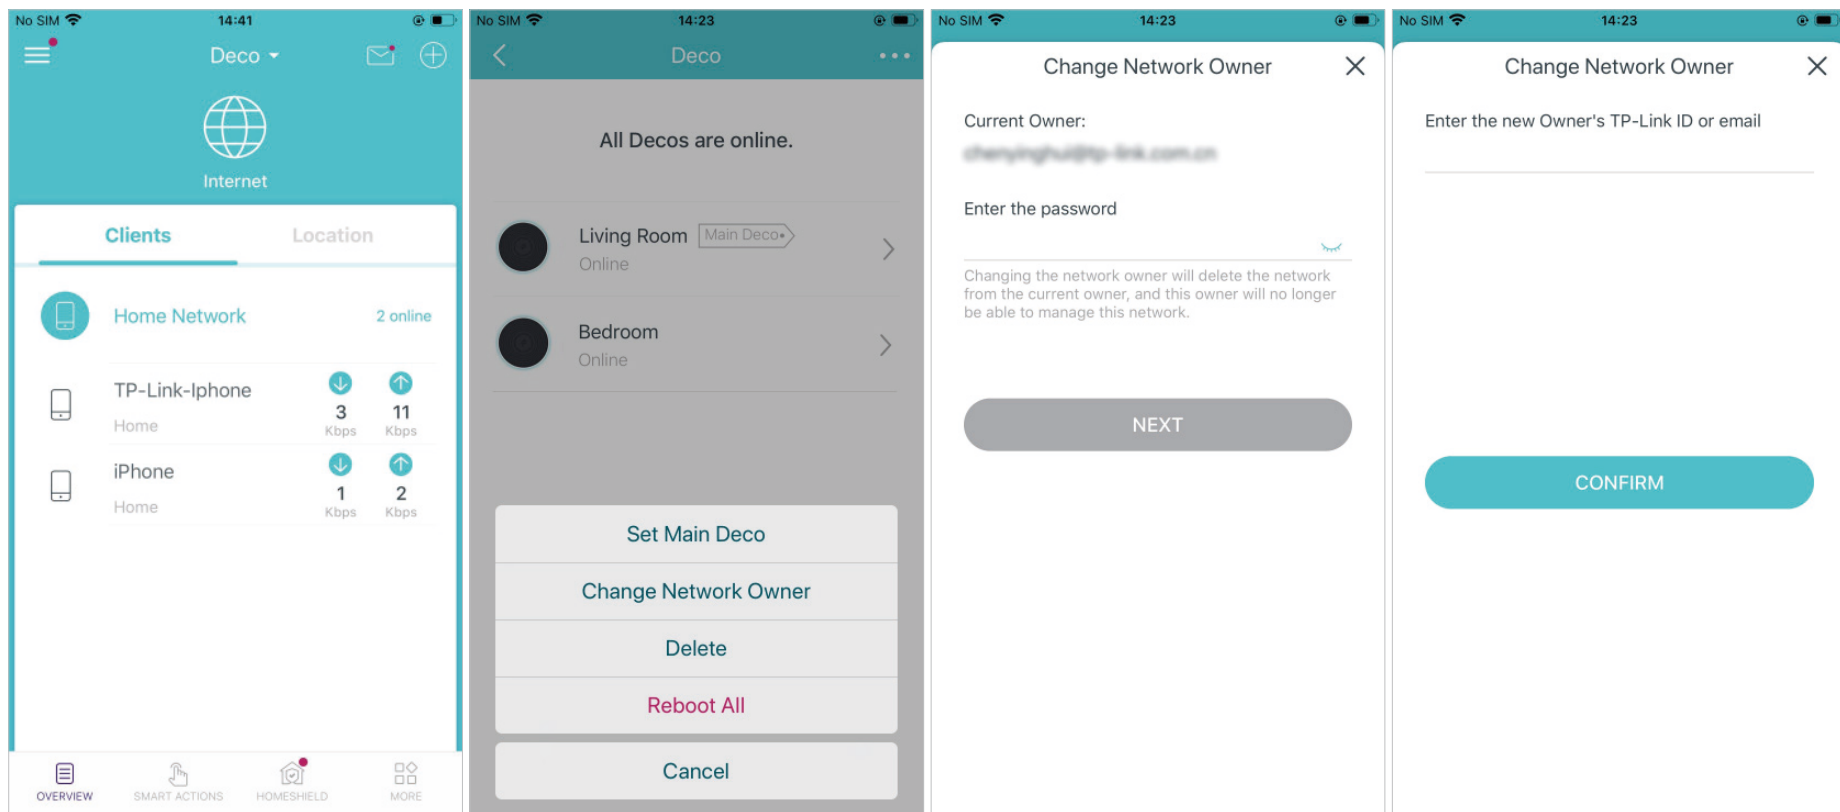 No SIM 14:41
Deco
Internet
Clients Location
Home Network 2 online
TP-Link-Iphone
Home
3 11
Kbps Kbps
iPhone
Home
1 2
Kbps Kbps
OVERVIEW SMART ACTIONS HOMESHIELD MORE
No SIM 14:23
Deco
All Decos are online.
Living Room Main Deco
Online
Bedroom
Online
Set Main Deco
Change Network Owner
Delete
Reboot All
Cancel
No SIM 14:23
Change Network Owner
Current Owner:
Enter the password
Changing the network owner will delete the network
from the current owner, and this owner will no longer
be able to manage this network.
NEXT
No SIM 14:23
Change Network Owner
Enter the new Owner's TP-Link ID or email
CONFIRM